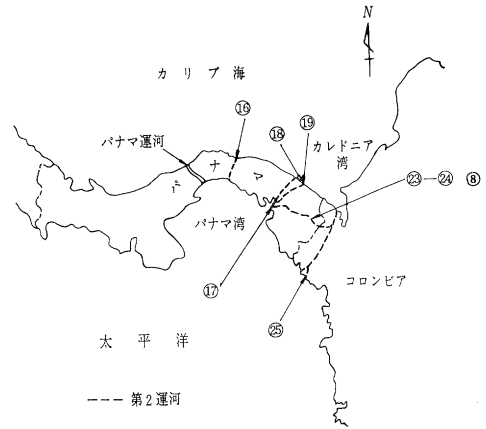 N
カリブ海
⑯
⑱
⑲
カレドニア
湾
パナマ運河
パナマ
㉓—㉔ ⑧
パナマ湾
⑰
コロンビア
㉕
太平洋
--- 第2運河